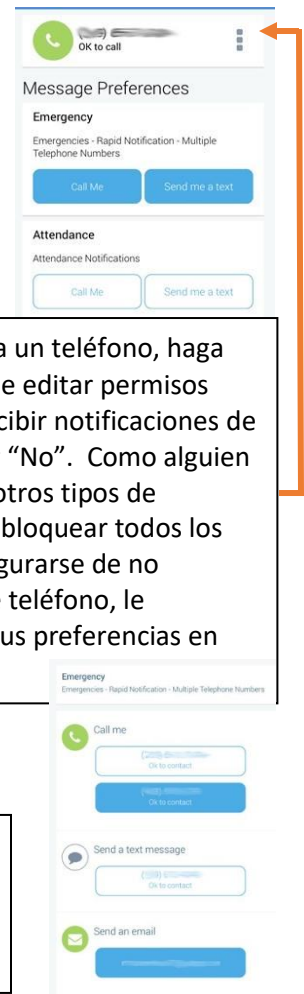 OK to call
Message Preferences
Emergency
Emergencies - Rapid Notification - Multiple
Telephone Numbers
Call Me
Send me a text
Attendance
Attendance Notifications
Call Me
Send me a text
a un teléfono, haga
e editar permisos
cibir notificaciones de
"No". Como alguien
otros tipos de
bloquear todos los
gurarse de no
teléfono, le
us preferencias en
Emergency
Emergencies - Rapid Notification - Multiple Telephone Numbers
Call me
Ok to contact
Ok to contact
Send a text message
Ok to contact
Send an email